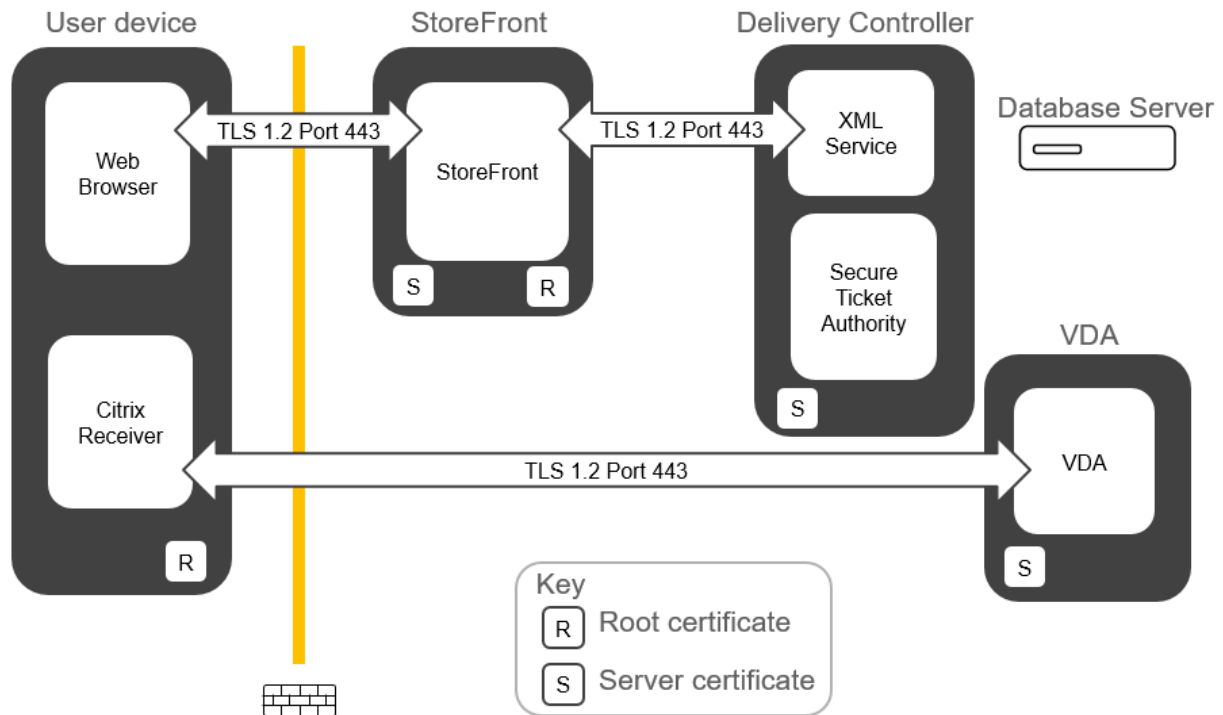 User device
StoreFront
Delivery Controller
Database Server
Web
Browser
TLS 1.2 Port 443
StoreFront
TLS 1.2 Port 443
XML
Service
S
R
Secure
Ticket
Authority
S
VDA
Citrix
Receiver
TLS 1.2 Port 443
VDA
R
S
Key
R Root certificate
S Server certificate